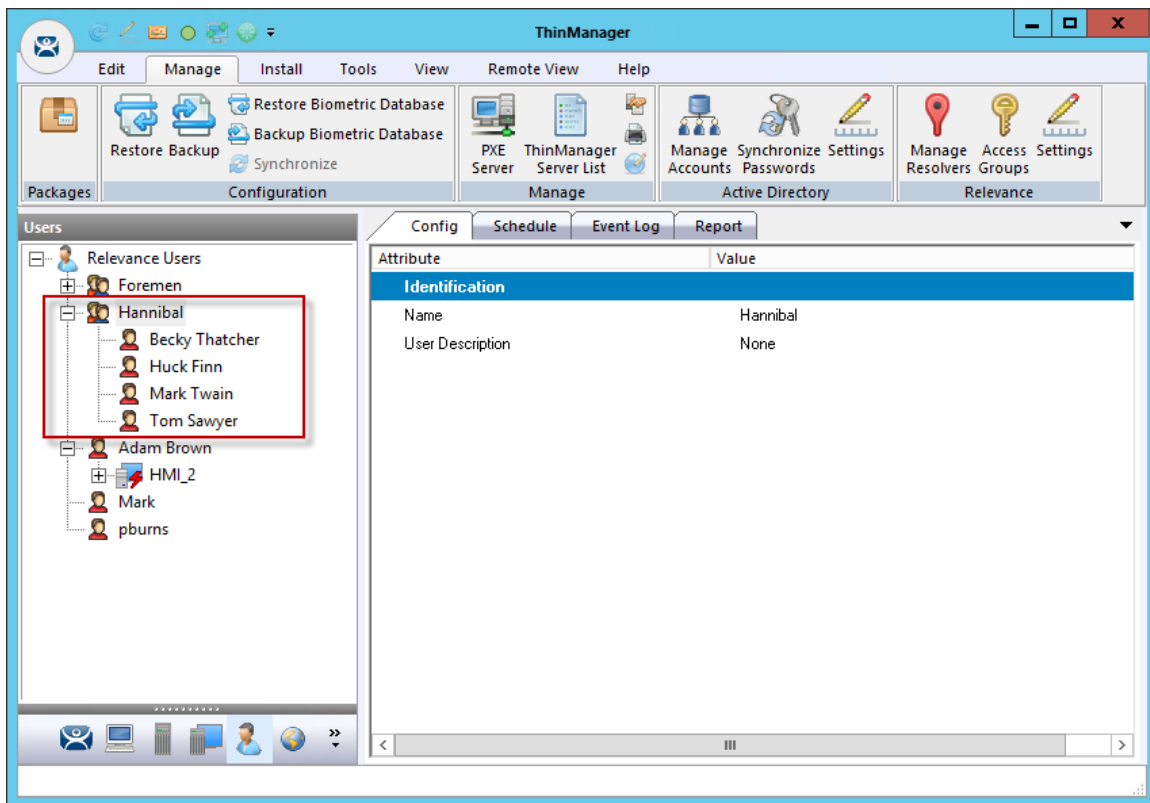 ThinManager
Edit Manage Install Tools View Remote View Help
Restore Biometric Database
Backup Biometric Database
Synchronize
Restore Backup
PXE Server
ThinManager Server List
Manage Accounts
Synchronize Passwords
Settings
Manage Resolvers
Access Groups
Settings
Packages Configuration Manage Active Directory Relevance
Users
Config Schedule Event Log Report
Relevance Users
Foremen
Hannibal
Becky Thatcher
Huck Finn
Mark Twain
Tom Sawyer
Adam Brown
HMI_2
Mark
pburns
Attribute Value
Identification
Name Hannibal
User Description None